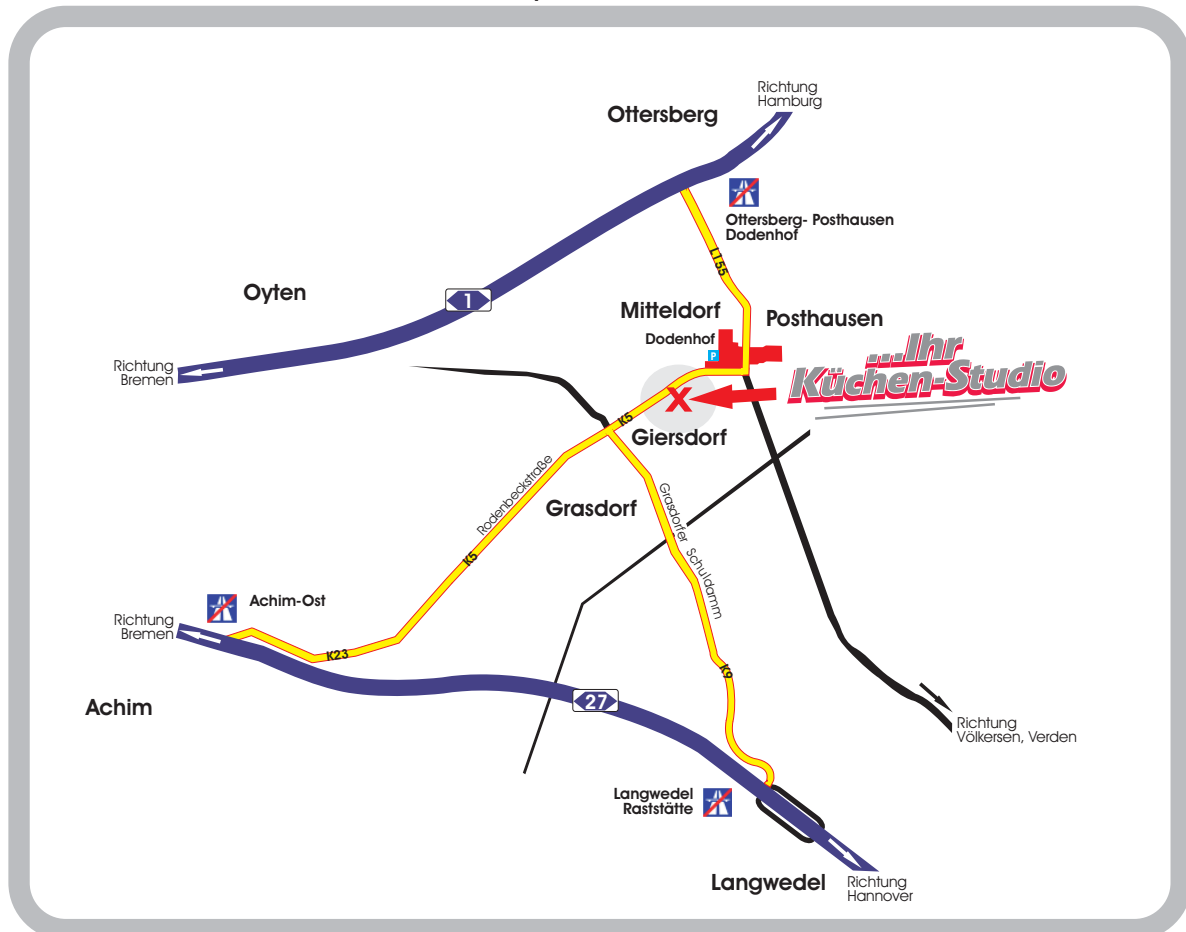 Richtung
Hamburg
Ottersberg
Ottersberg- Posthausen
Dodenhof
L155
Oyten
1
Mitteldorf
Posthausen
Dodenhof
P
...Ihr
Küchen-Studio
Richtung
Bremen
X
K5
Giersdorf
Rodenbeckstraße
Grasdorf
Grasdorfer Schuldamm
K5
Achim-Ost
Richtung
Bremen
K23
K9
Achim
27
Richtung
Völkersen, Verden
Langwedel
Raststätte
Langwedel
Richtung
Hannover